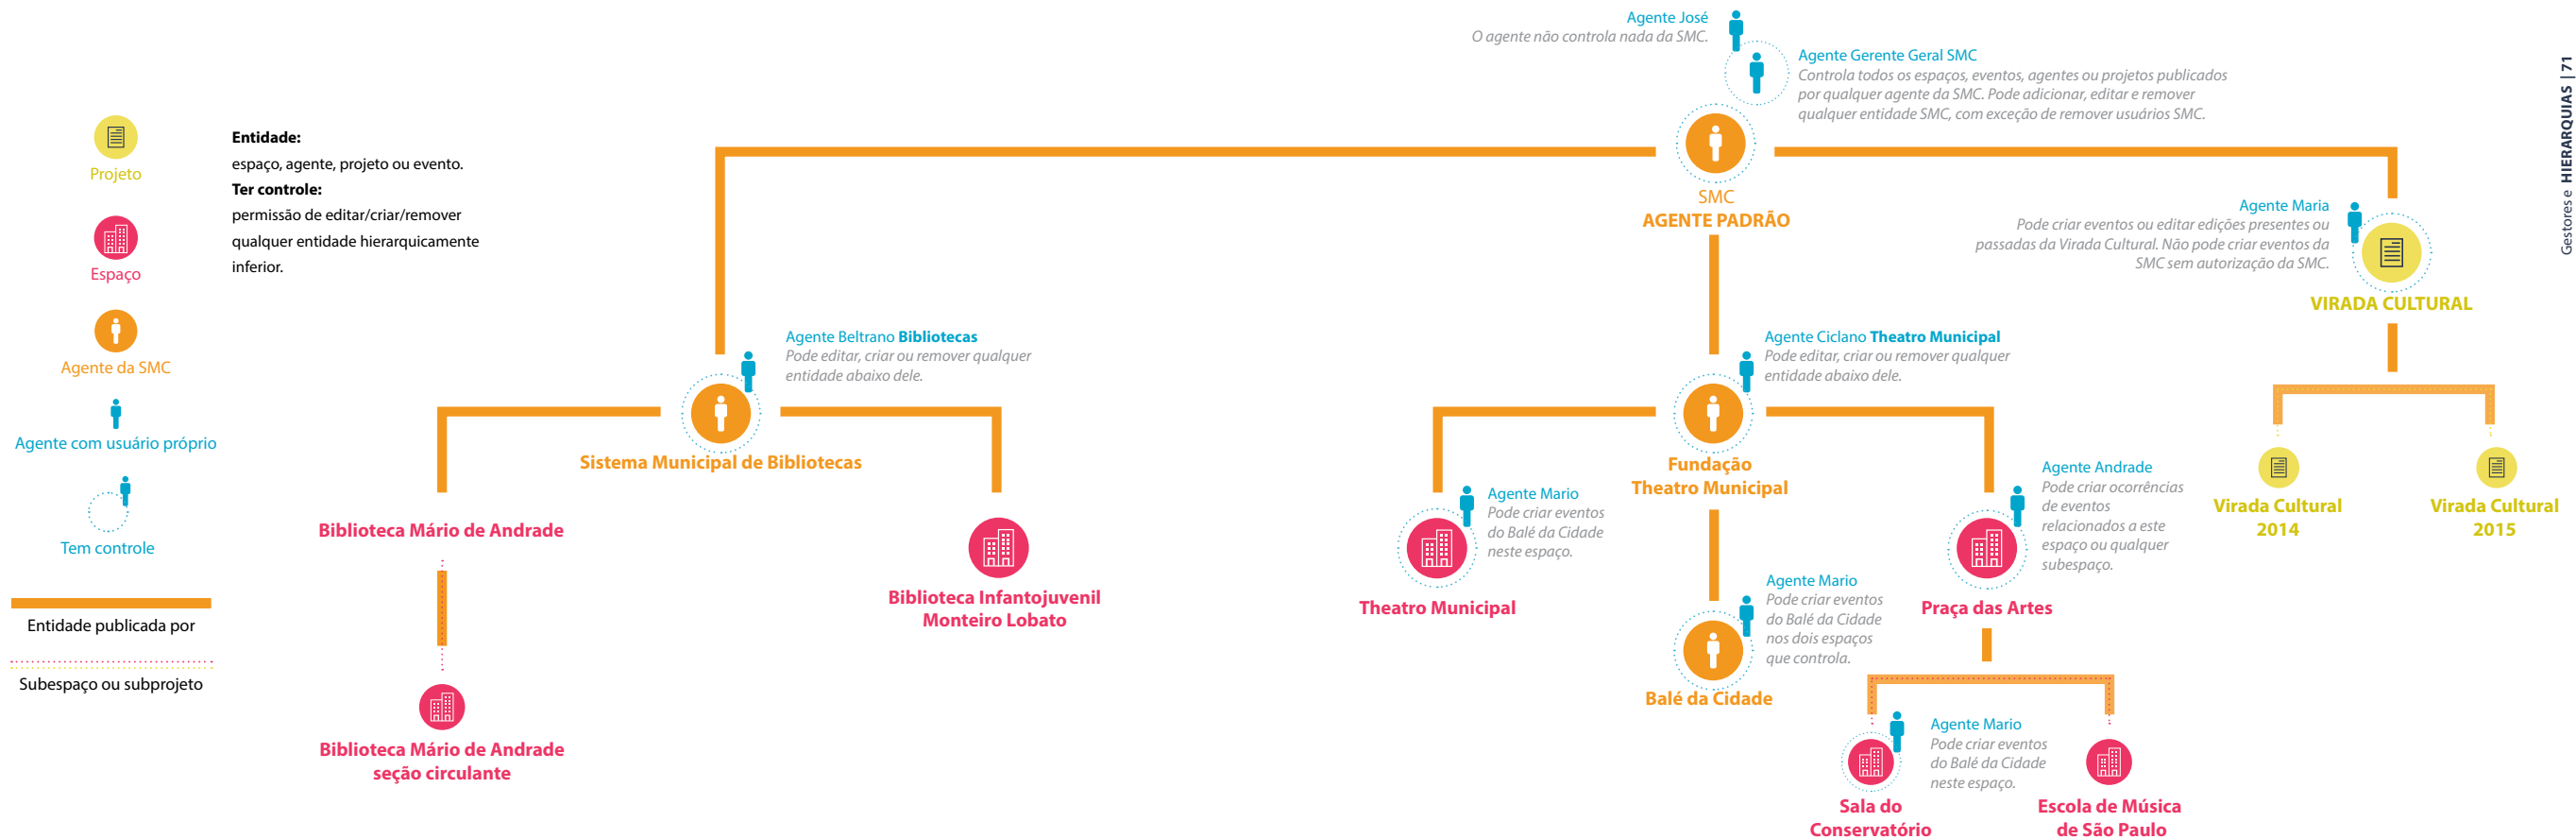 Gestores e HIERARQUIAS | 71
Projeto
Espaço
Agente da SMC
Agente com usuário próprio
Tem controle
Entidade publicada por
Subespaço ou subprojeto
Entidade:
espaço, agente, projeto ou evento.
Ter controle:
permissão de editar/criar/remover
qualquer entidade hierarquicamente
inferior.
Agente José
O agente não controla nada da SMC.
Agente Gerente Geral SMC
Controla todos os espaços, eventos, agentes ou projetos publicados
por qualquer agente da SMC. Pode adicionar, editar e remover
qualquer entidade SMC, com exceção de remover usuários SMC.
SMC
AGENTE PADRÃO
Agente Maria
Pode criar eventos ou editar edições presentes ou
passadas da Virada Cultural. Não pode criar eventos da
SMC sem autorização da SMC.
VIRADA CULTURAL
Virada Cultural
2014
Virada Cultural
2015
Agente Beltrano Bibliotecas
Pode editar, criar ou remover qualquer
entidade abaixo dele.
Sistema Municipal de Bibliotecas
Biblioteca Mário de Andrade
Biblioteca Infantojuvenil
Monteiro Lobato
Biblioteca Mário de Andrade
seção circulante
Agente Ciclano Theatro Municipal
Pode editar, criar ou remover qualquer
entidade abaixo dele.
Fundação
Theatro Municipal
Agente Mario
Pode criar eventos
do Balé da Cidade
neste espaço.
Theatro Municipal
Agente Mario
Pode criar eventos
do Balé da Cidade
nos dois espaços
que controla.
Balé da Cidade
Agente Andrade
Pode criar ocorrências
de eventos
relacionados a este
espaço ou qualquer
subespaço.
Praça das Artes
Agente Mario
Pode criar eventos
do Balé da Cidade
neste espaço.
Sala do
Conservatório
Escola de Música
de São Paulo